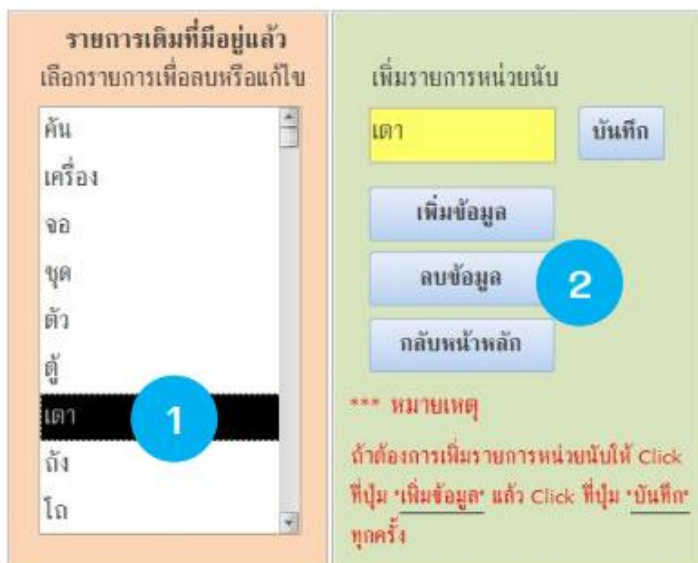 รายการเดิมที่มีอยู่แล้ว
เลือกรายการเพื่อลบหรือแก้ไข
ค้น
เครื่อง
จอ
ชุด
ตัว
ตู้
เตา
1
ถัง
โถ
เพิ่มรายการหน่วยนับ
เตา
บันทึก
เพิ่มข้อมูล
ลบข้อมูล
2
กลับหน้าหลัก
*** หมายเหตุ
ถ้าต้องการเพิ่มรายการหน่วยนับให้ Click
ที่ปุ่ม "เพิ่มข้อมูล" แล้ว Click ที่ปุ่ม "บันทึก"
ทุกครั้ง